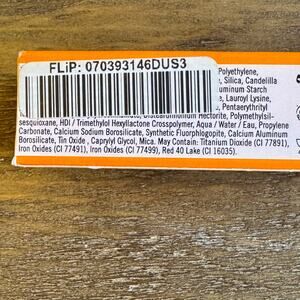 FLiP: 070393146DUS3
Polyethylene,
Silica, Candelilla
Aluminum Starch
Lauroyl Lysine,
Pentaerythrityl
Hectorite, Polymethylsil-
sesquioxane, HDI / Trimethylol Hexyllactone Crosspolymer, Aqua / Water / Eau, Propylene
Carbonate, Calcium Sodium Borosilicate, Synthetic Fluorphlogopite, Calcium Aluminum
Borosilicate, Tin Oxide, Caprylyl Glycol, Mica. May Contain: Titanium Dioxide (CI 77891),
Iron Oxides (CI 77491), Iron Oxides (CI 77499), Red 40 Lake (CI 16035).